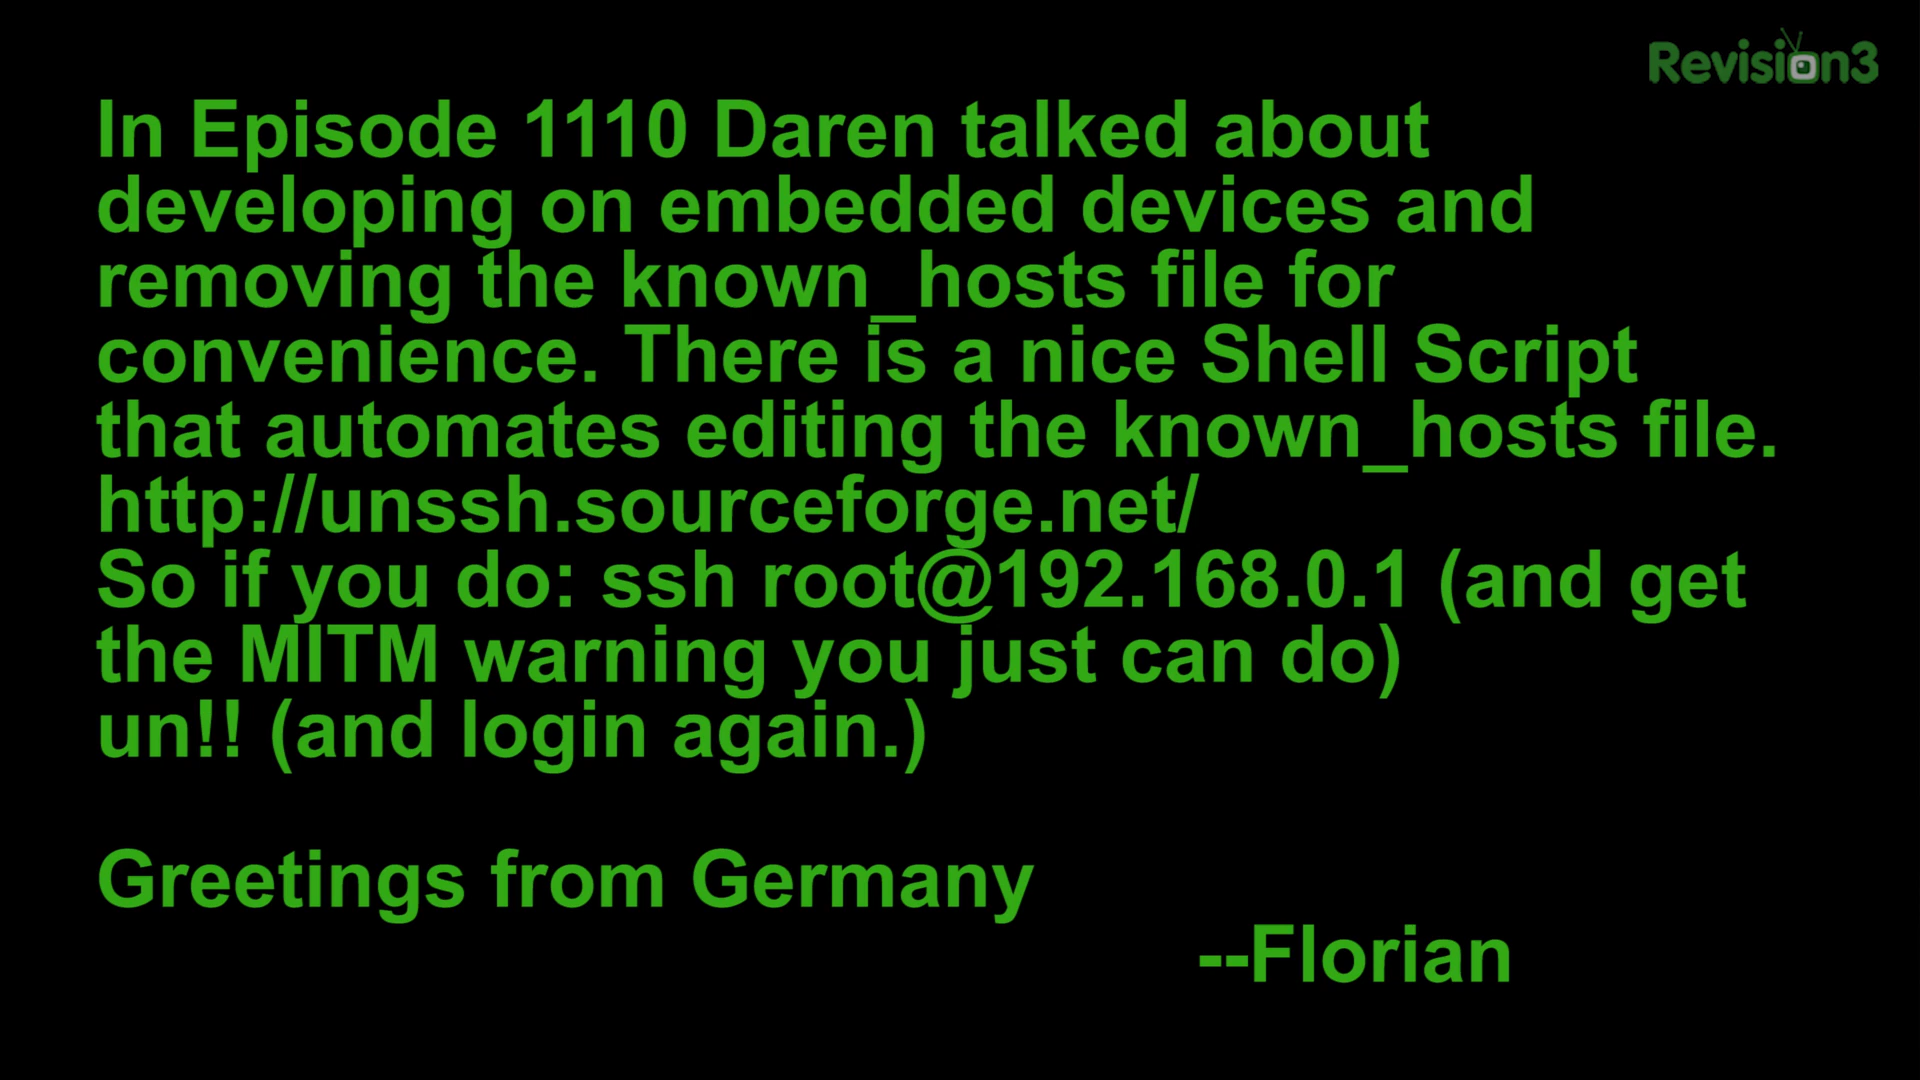 Revision3
In Episode 1110 Daren talked about
developing on embedded devices and
removing the known_hosts file for
convenience. There is a nice Shell Script
that automates editing the known_hosts file.
http://unssh.sourceforge.net/
So if you do: ssh root@192.168.0.1 (and get
the MITM warning you just can do)
un!! (and login again.)
Greetings from Germany
--Florian